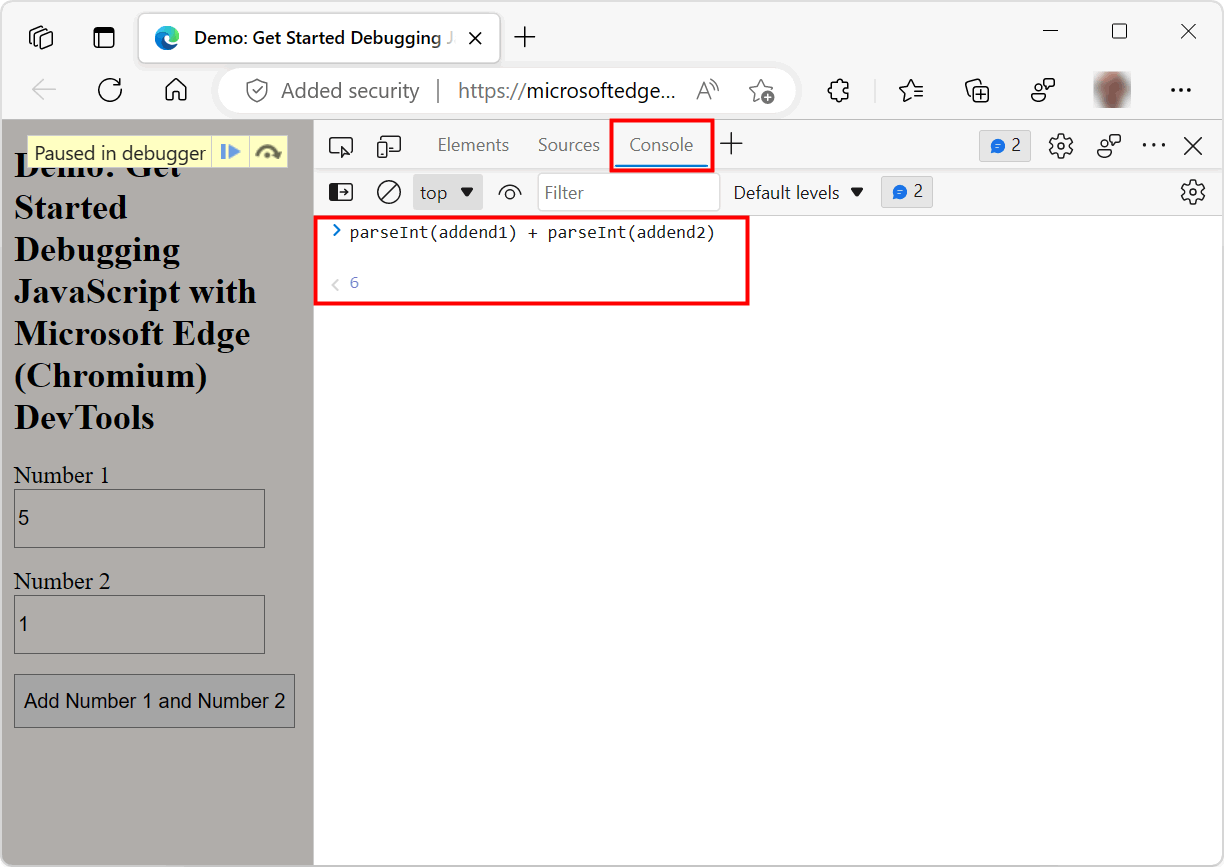 Demo: Get Started Debugging J
Added security
https://microsoftedge...
Paused in debugger
Elements
Sources
Console
2
top
Filter
Default levels
2
Demo: Get
Started
Debugging
JavaScript with
Microsoft Edge
(Chromium)
DevTools
Number 1
5
Number 2
1
Add Number 1 and Number 2
> parseInt(addend1) + parseInt(addend2)
< 6